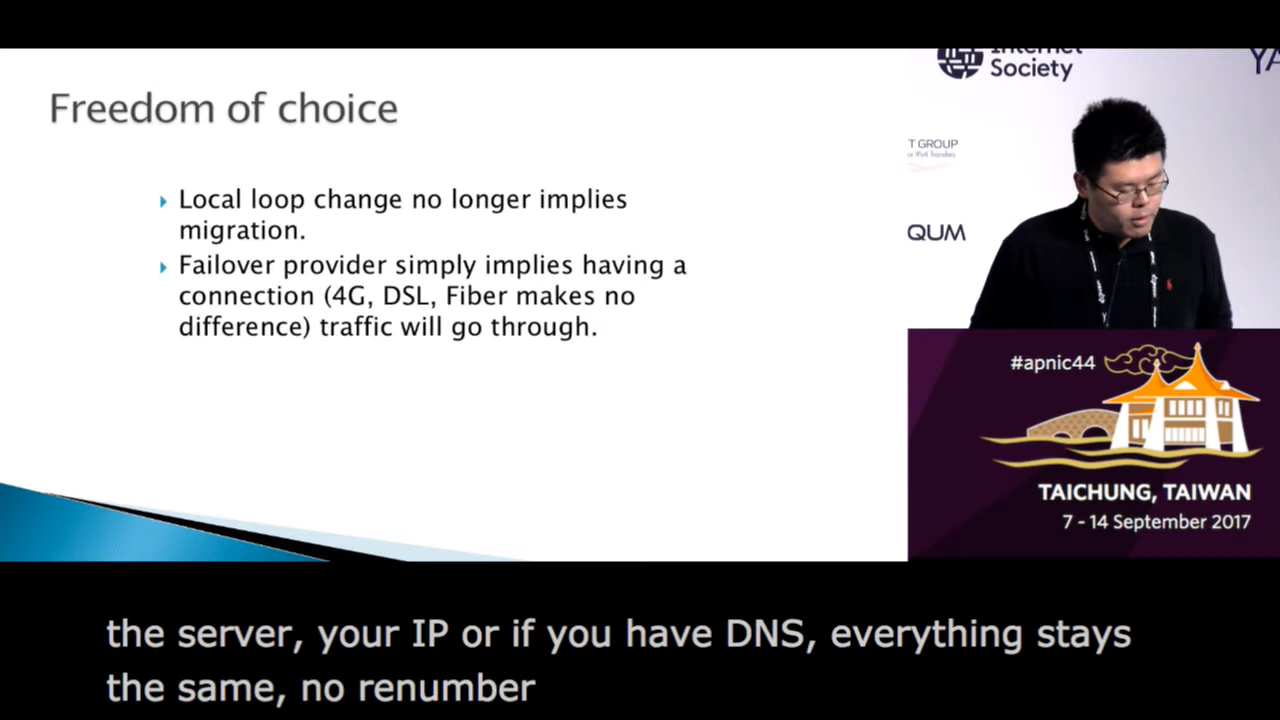 Freedom of choice
Local loop change no longer implies
migration.
Failover provider simply implies having a
connection (4G, DSL, Fiber makes no
difference) traffic will go through.
Internet
Society
YA
T GROUP
or IPv4 Transfers
QUM
#apnic44
TAICHUNG, TAIWAN
7 - 14 September 2017
the server, your IP or if you have DNS, everything stays
the same, no renumber